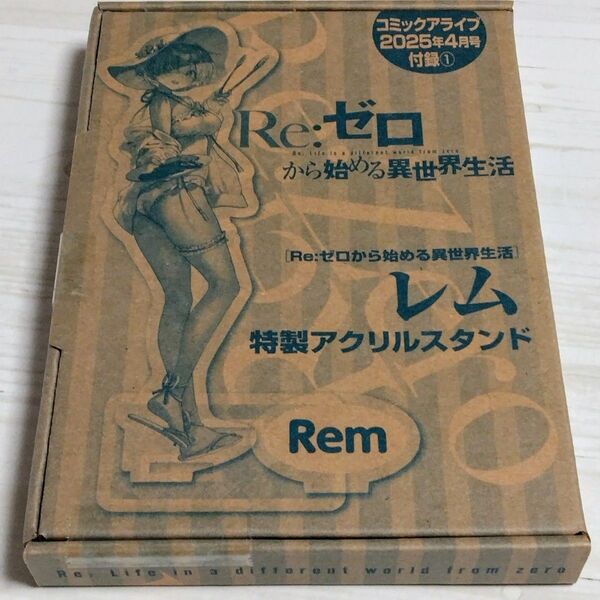 コミックアライブ
2025年4月号
付録①
Re:ゼロ
Re: Life in a different world from zero
から始める異世界生活
[Re:ゼロから始める異世界生活]
レム
特製アクリルスタンド
Rem
Re: Life in a different world from zero